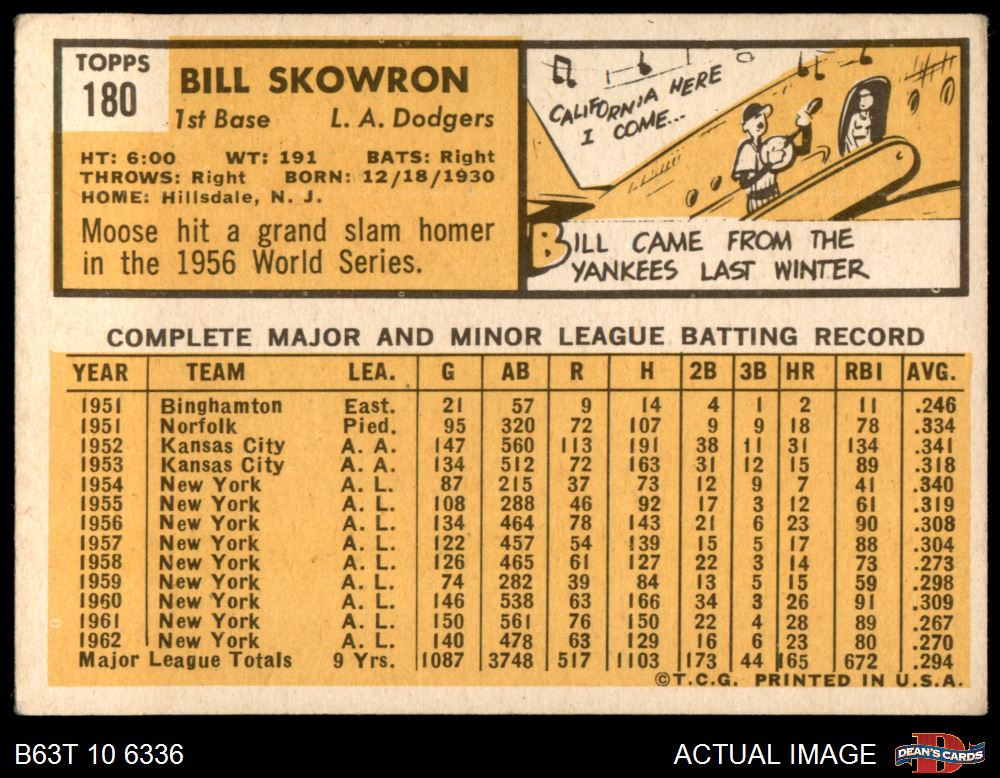 TOPPS
180
BILL SKOWRON
1st Base L. A. Dodgers
HT: 6:00 WT: 191 BATS: Right
THROWS: Right BORN: 12/18/1930
HOME: Hillsdale, N. J.
Moose hit a grand slam homer
in the 1956 World Series.
CALIFORNIA HERE
I COME...
BILL CAME FROM THE
YANKEES LAST WINTER
COMPLETE MAJOR AND MINOR LEAGUE BATTING RECORD
YEAR TEAM LEA. G AB R H 2B 3B HR RBI AVG.
1951 Binghamton East. 21 57 9 14 4 1 2 11 .246
1951 Norfolk Pied. 95 320 72 107 9 9 18 78 .334
1952 Kansas City A. A. 147 560 113 191 38 11 31 134 .341
1953 Kansas City A. A. 134 512 72 163 31 12 15 89 .318
1954 New York A. L. 87 215 37 73 12 9 7 41 .340
1955 New York A. L. 108 288 46 92 17 3 12 61 .319
1956 New York A. L. 134 464 78 143 21 6 23 90 .308
1957 New York A. L. 122 457 54 139 15 5 17 88 .304
1958 New York A. L. 126 465 61 127 22 3 14 73 .273
1959 New York A. L. 74 282 39 84 13 5 15 59 .298
1960 New York A. L. 146 538 63 166 34 3 26 91 .309
1961 New York A. L. 150 561 76 150 22 4 28 89 .267
1962 New York A. L. 140 478 63 129 16 6 23 80 .270
Major League Totals 9 Yrs. 1087 3748 517 1103 173 44 165 672 .294
©T.C.G. PRINTED IN U.S.A.
B63T 10 6336 ACTUAL IMAGE DEAN'S CARDS